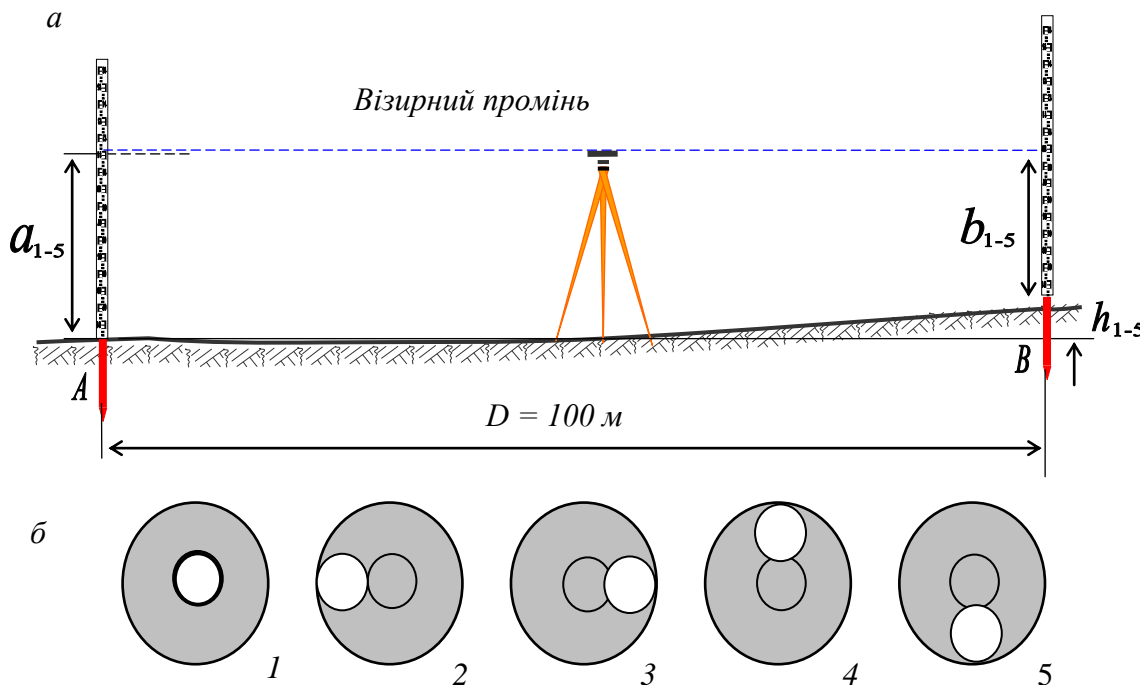 а
Візирний промінь
a1-5
b1-5
h1-5
A
B
D = 100 м
б
1
2
3
4
5